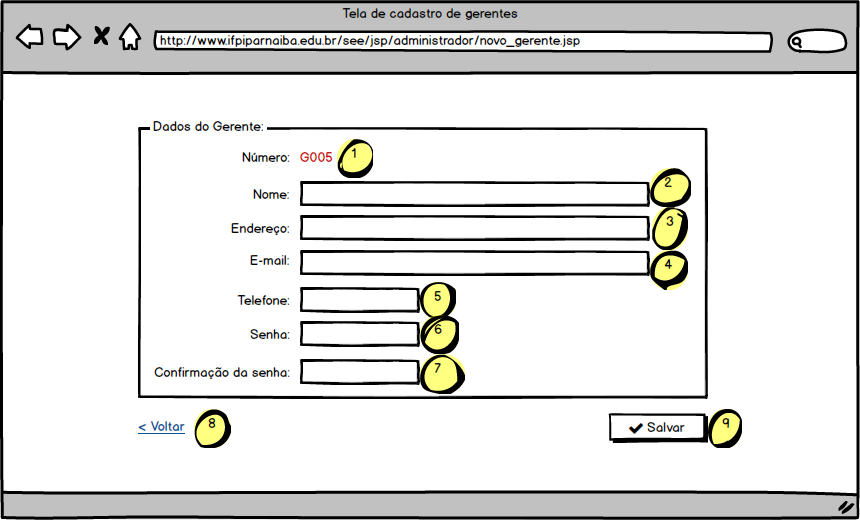 Tela de cadastro de gerentes
http://www.ifpiparnaiba.edu.br/see/jsp/administrador/novo_gerente.jsp
Dados do Gerente:
Número: G005 1
Nome: 2
Endereço: 3
E-mail: 4
Telefone: 5
Senha: 6
Confirmação da senha: 7
< Voltar 8 Salvar 9